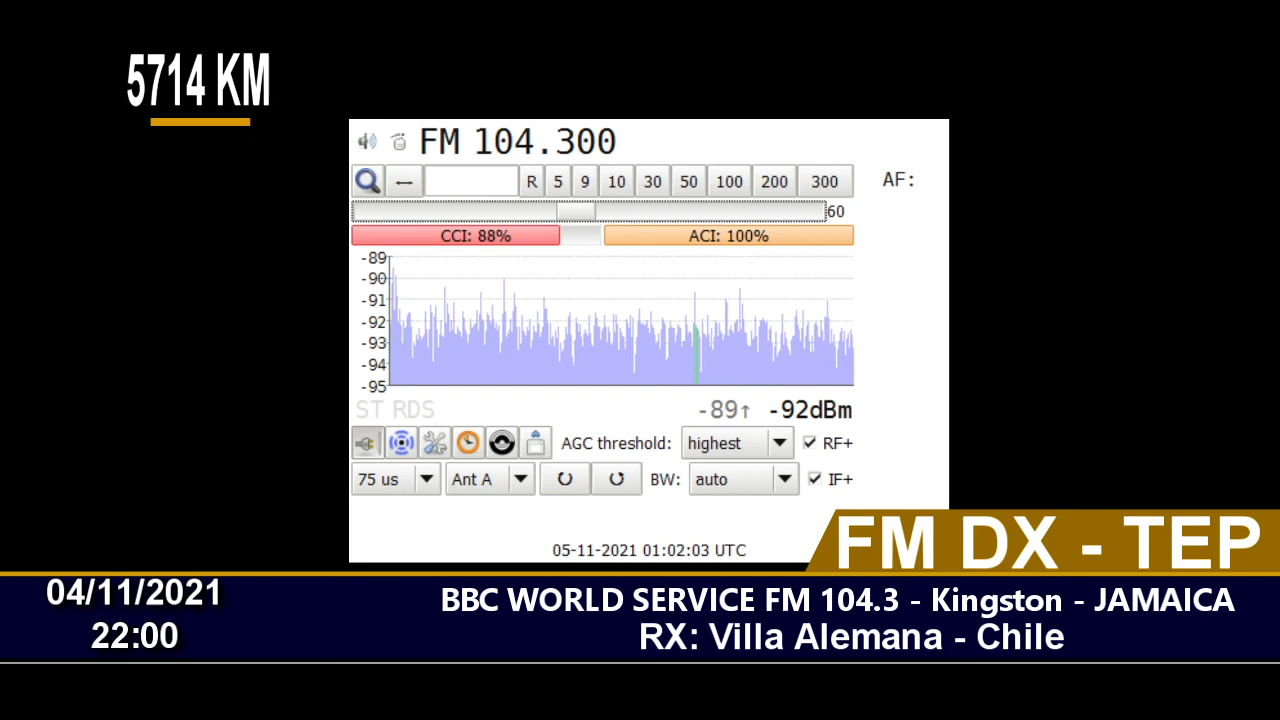 5714 KM
FM 104.300
R 5 9 10 30 50 100 200 300
AF:
60
CCI: 88% ACI: 100%
-89
-90
-91
-92
-93
-94
-95
ST RDS -89↑ -92dBm
AGC threshold: highest RF+
75 us Ant A BW: auto IF+
05-11-2021 01:02:03 UTC
FM DX - TEP
04/11/2021
22:00
BBC WORLD SERVICE FM 104.3 - Kingston - JAMAICA
RX: Villa Alemana - Chile